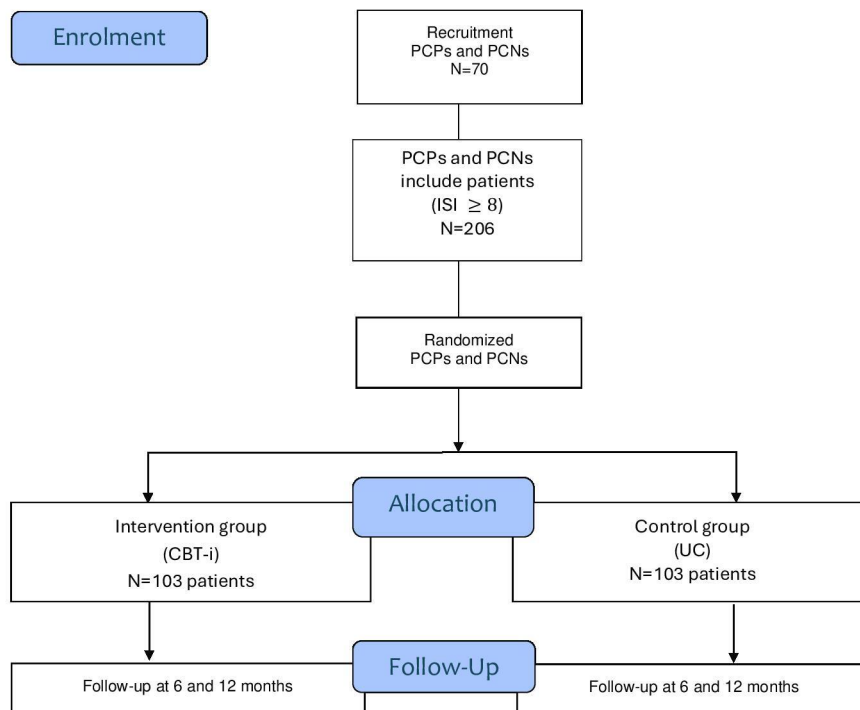 Enrolment
Recruitment
PCPs and PCNs
N=70
PCPs and PCNs
include patients
(ISI ≥ 8)
N=206
Randomized
PCPs and PCNs
Allocation
Intervention group
(CBT-i)
N=103 patients
Control group
(UC)
N=103 patients
Follow-Up
Follow-up at 6 and 12 months
Follow-up at 6 and 12 months